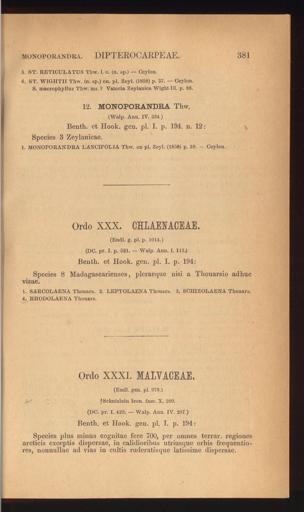 MONOPORANDRA. DIPTEROCARPEAE. 381
5. ST. RETICULATUS Thw. l. c. (n. sp.) — Ceylon.
6. ST. WIGHTII Thw. (n. sp.) en. pl. Zeyl. (1858) p. 37. — Ceylon.
S. macrophyllus Thw. ms.? Vateria Zeylanica Wight Ill. p. 88.
12. MONOPORANDRA Thw.
(Walp. Ann. IV. 334.)
Benth. et Hook. gen. pl. I. p. 194. n. 12:
Species 3 Zeylanicae.
1. MONOPORANDRA LANCIFOLIA Thw. en pl. Zeyl. (1858) p. 39. — Ceylon.
Ordo XXX. CHLAENACEAE.
(Endl. g. pl. p. 1014.)
(DC. pr. I. p. 521. — Walp. Ann. I. 113.)
Benth. et Hook. gen. pl. I. p. 194:
Species 8 Madagascarienses, pleraeque nisi a Thouarsio adhuc
visae.
1. SARCOLAENA Thouars. 2. LEPTOLAENA Thouars. 3. SCHIZOLAENA Thouars.
4. RHODOLAENA Thouars.
Ordo XXXI. MALVACEAE.
(Endl. gen. pl. 978.)
†Schnizlein Icon. fasc. X. 209.
(DC. pr. I. 429. — Walp. Ann. IV. 297.)
Benth. et Hook. gen. pl. I. p. 194:
Species plus minus cognitae fere 700, per omnes terrar. regiones
arcticis exceptis dispersae, in calidioribus utriusque orbis frequentio-
res, nonnullae ad vias in cultis ruderatisque latissime dispersae.